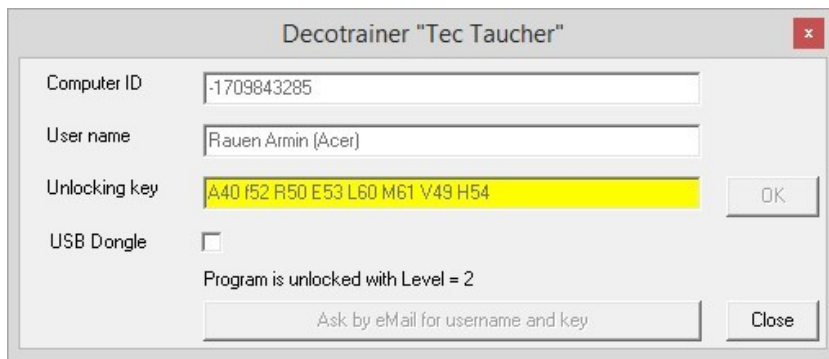 Decotrainer "Tec Taucher"
x
Computer ID
-1709843285
User name
Rauen Armin (Acer)
Unlocking key
A40 f52 R50 E53 L60 M61 V49 H54
OK
USB Dongle
Program is unlocked with Level = 2
Ask by eMail for username and key
Close